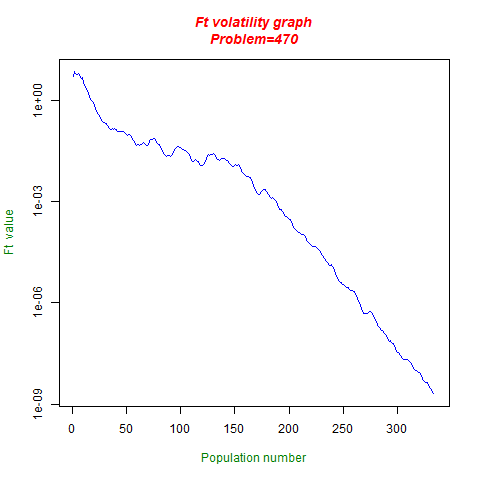 Ft volatility graph
Problem=470
1e+00
1e-03
1e-06
1e-09
Ft value
0 50 100 150 200 250 300
Population number